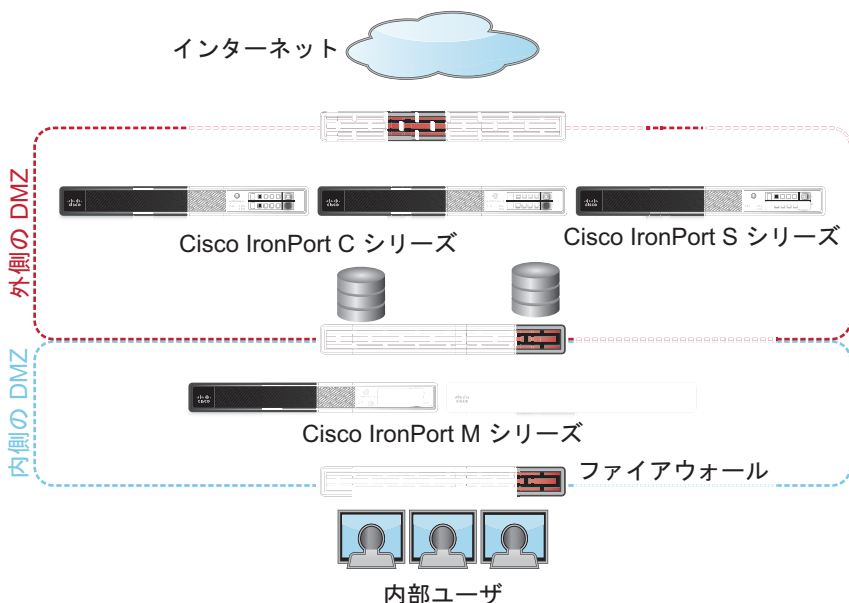 インターネット
外側の DMZ
Cisco IronPort C シリーズ
Cisco IronPort S シリーズ
内側の DMZ
Cisco IronPort M シリーズ
ファイアウォール
内部ユーザ